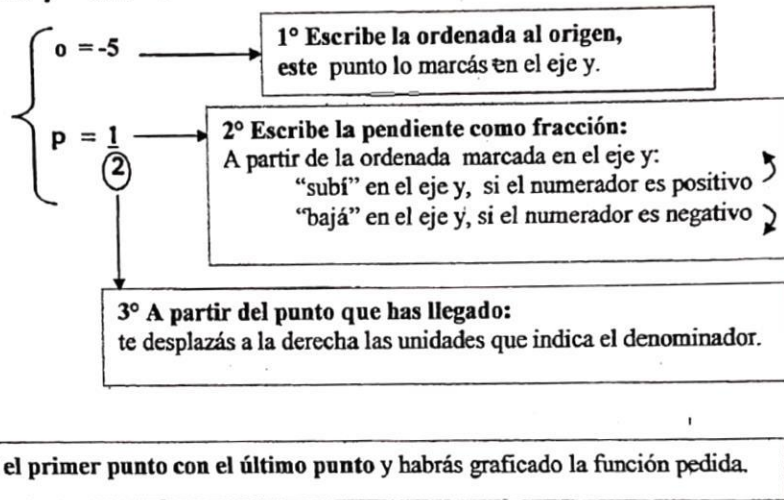 o = -5
1° Escribe la ordenada al origen,
este punto lo marcás en el eje y.
p = 1
2
2° Escribe la pendiente como fracción:
A partir de la ordenada marcada en el eje y:
“subí” en el eje y, si el numerador es positivo
“bajá” en el eje y, si el numerador es negativo
3° A partir del punto que has llegado:
te desplazás a la derecha las unidades que indica el denominador.
el primer punto con el último punto y habrás graficado la función pedida.